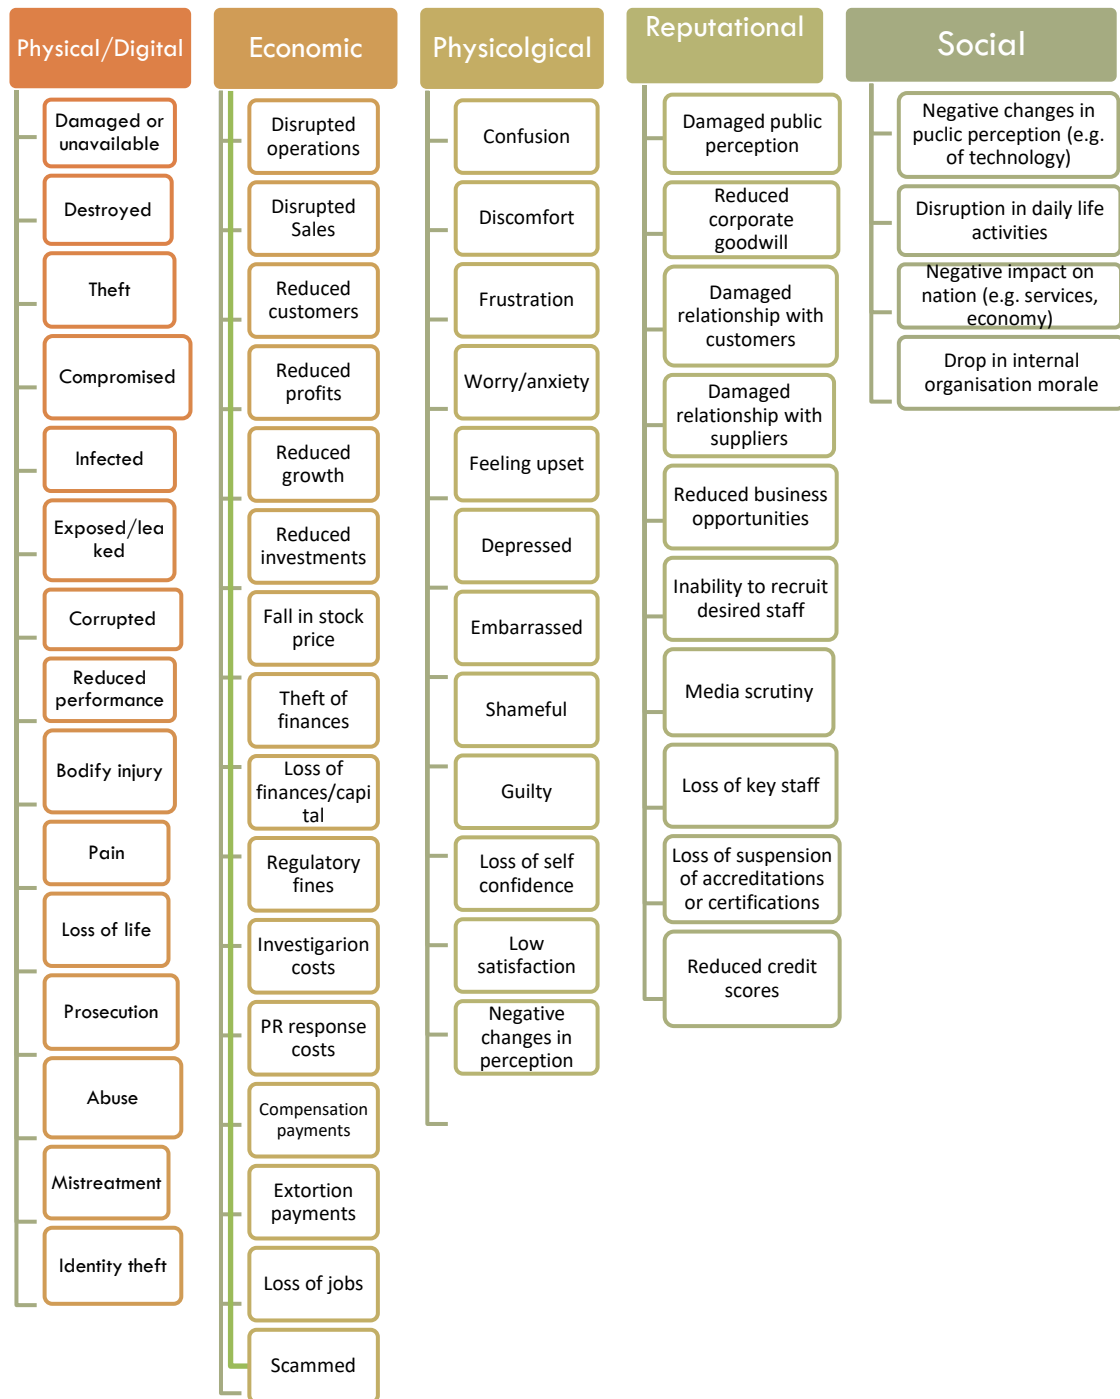 Physical/Digital
Damaged or
unavailable
Destroyed
Theft
Compromised
Infected
Exposed/lea
ked
Corrupted
Reduced
performance
Bodify injury
Pain
Loss of life
Prosecution
Abuse
Mistreatment
Identity theft
Economic
Disrupted
operations
Disrupted
Sales
Reduced
customers
Reduced
profits
Reduced
growth
Reduced
investments
Fall in stock
price
Theft of
finances
Loss of
finances/capi
tal
Regulatory
fines
Investigarion
costs
PR response
costs
Compensation
payments
Extortion
payments
Loss of jobs
Scammed
Physicolgical
Confusion
Discomfort
Frustration
Worry/anxiety
Feeling upset
Depressed
Embarrassed
Shameful
Guilty
Loss of self
confidence
Low
satisfaction
Negative
changes in
perception
Reputational
Damaged public
perception
Reduced
corporate
goodwill
Damaged
relationship with
customers
Damaged
relationship with
suppliers
Reduced business
opportunities
Inability to recruit
desired staff
Media scrutiny
Loss of key staff
Loss of suspension
of accreditations
or certifications
Reduced credit
scores
Social
Negative changes in
puclic perception (e.g.
of technology)
Disruption in daily life
activities
Negative impact on
nation (e.g. services,
economy)
Drop in internal
organisation morale